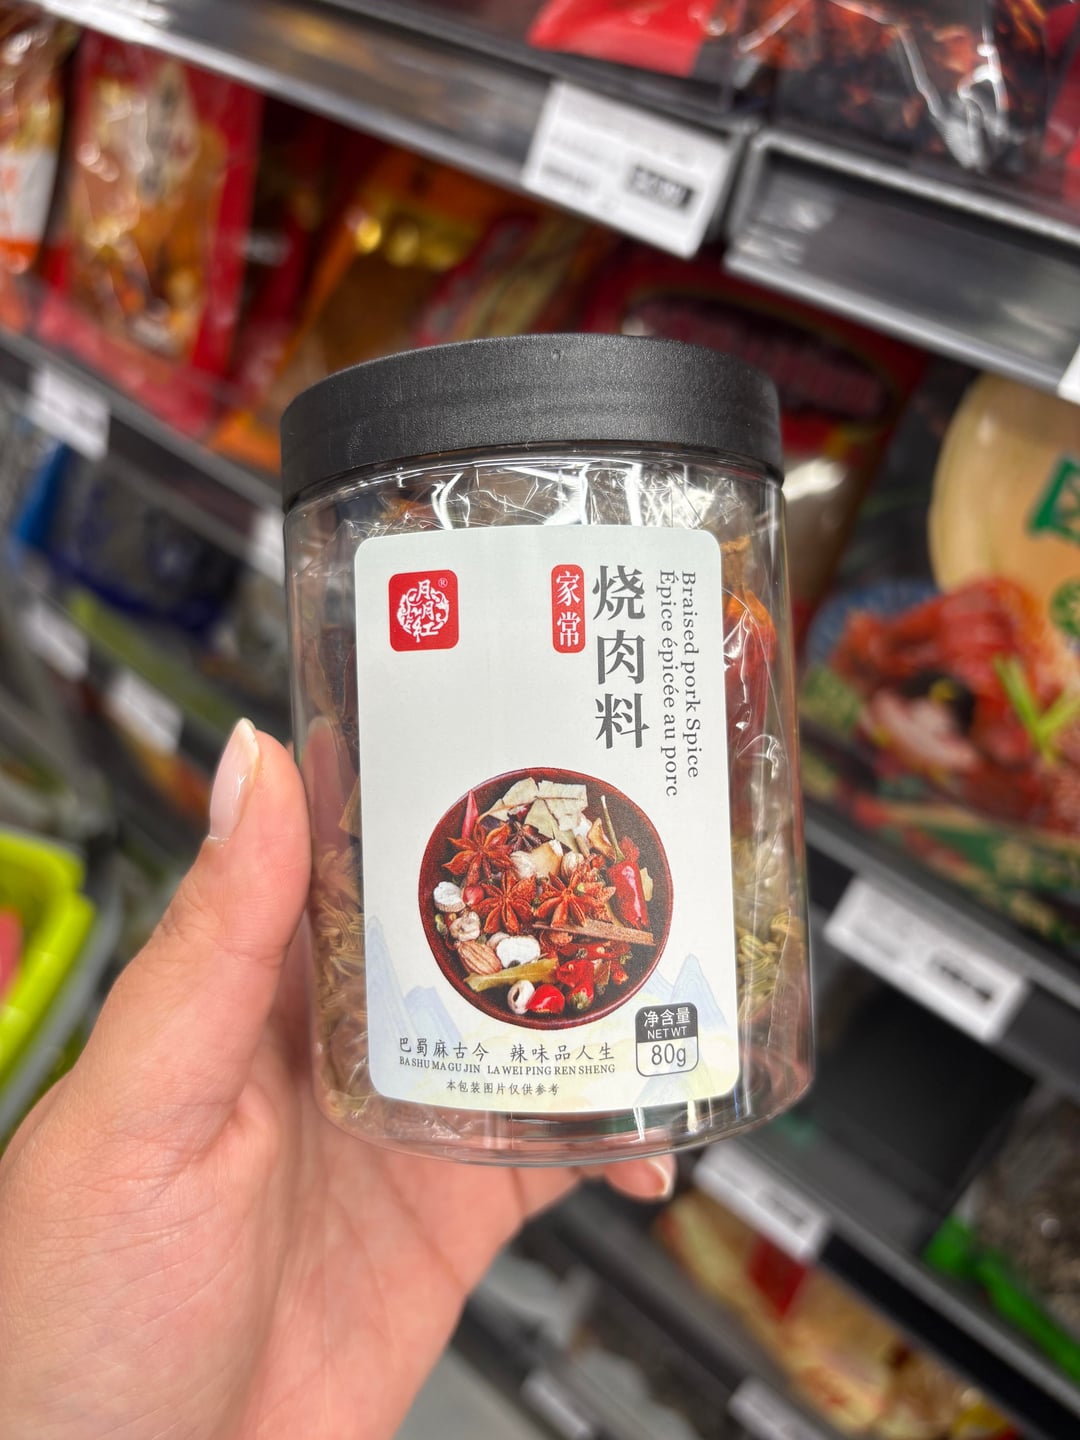 月月红
®
家常
烧肉料
Braised pork Spice
Épice épicée au porc
净含量
NET WT
80g
巴蜀麻古今 辣味品人生
BA SHU MA GU JIN LA WEI PING REN SHENG
本包装图片仅供参考